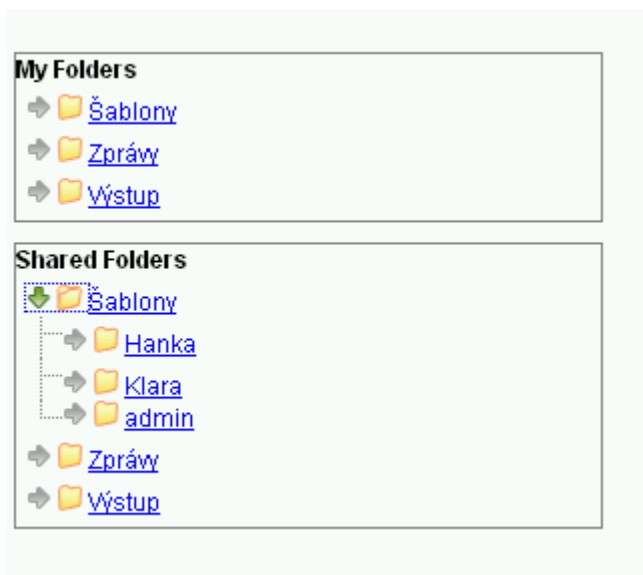 My Folders
Šablony
Zprávy
Výstup
Shared Folders
Šablony
Hanka
Klara
admin
Zprávy
Výstup